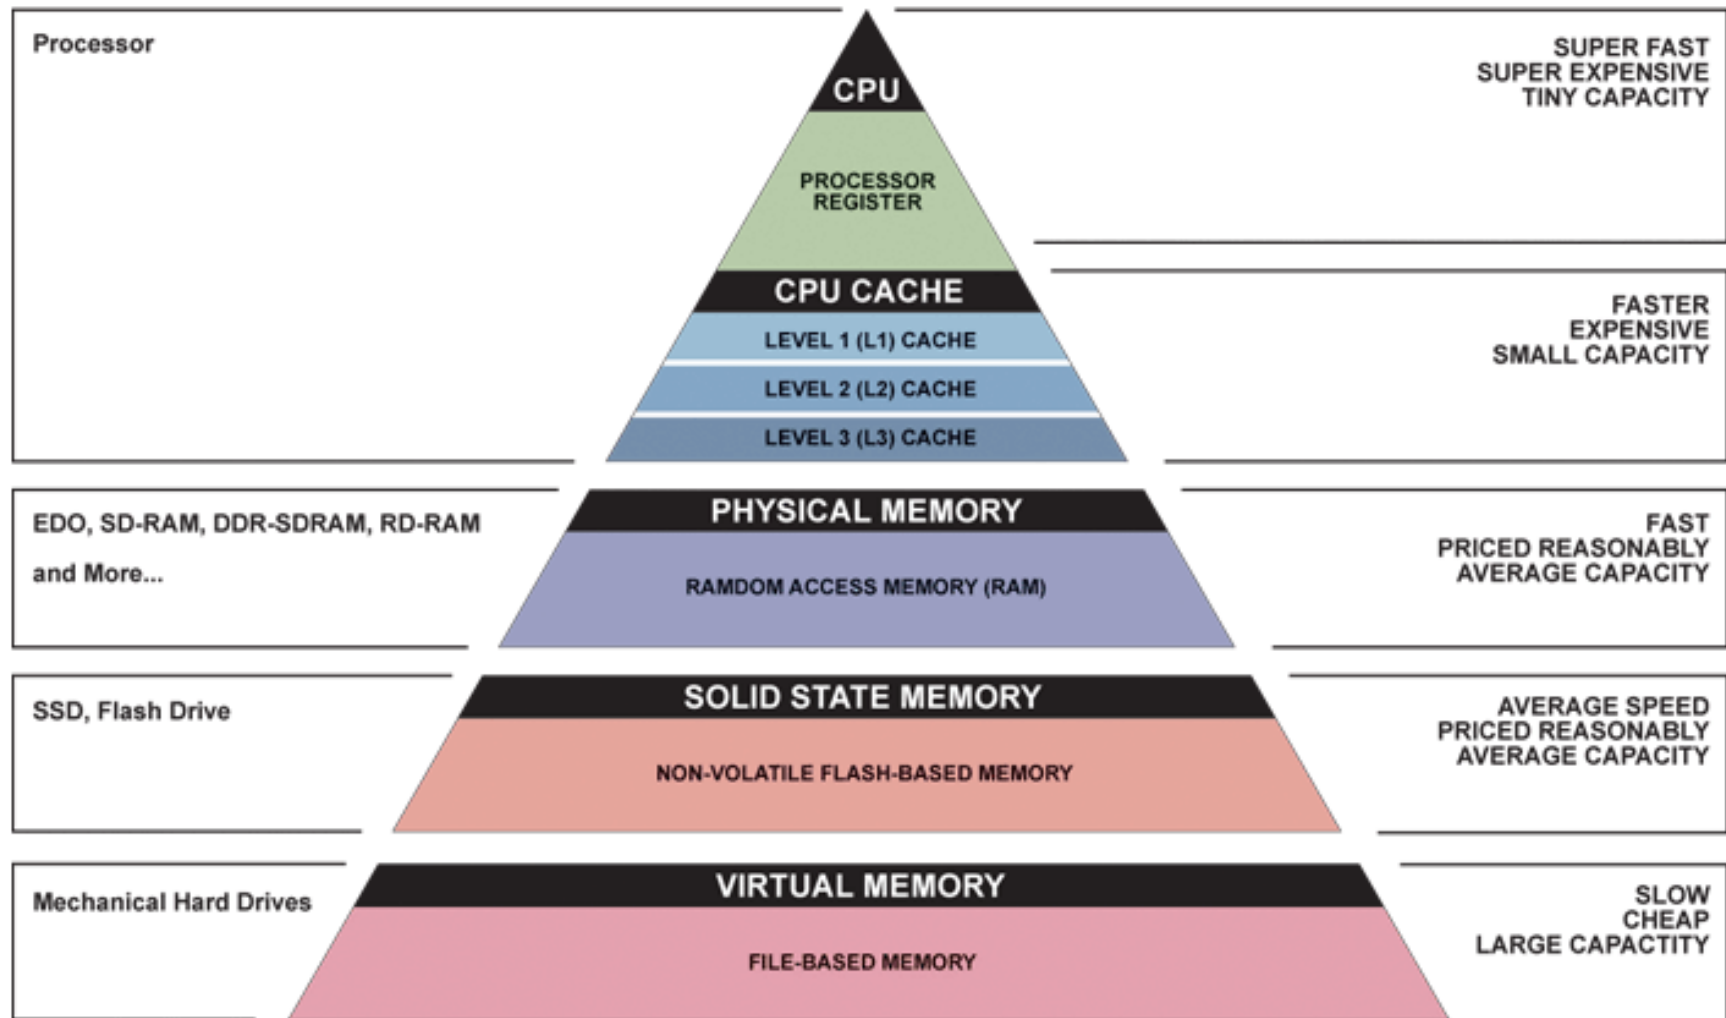 Processor
CPU
SUPER FAST
SUPER EXPENSIVE
TINY CAPACITY
PROCESSOR
REGISTER
CPU CACHE
LEVEL 1 (L1) CACHE
LEVEL 2 (L2) CACHE
LEVEL 3 (L3) CACHE
FASTER
EXPENSIVE
SMALL CAPACITY
EDO, SD-RAM, DDR-SDRAM, RD-RAM
and More...
PHYSICAL MEMORY
RAMDOM ACCESS MEMORY (RAM)
FAST
PRICED REASONABLY
AVERAGE CAPACITY
SSD, Flash Drive
SOLID STATE MEMORY
NON-VOLATILE FLASH-BASED MEMORY
AVERAGE SPEED
PRICED REASONABLY
AVERAGE CAPACITY
Mechanical Hard Drives
VIRTUAL MEMORY
FILE-BASED MEMORY
SLOW
CHEAP
LARGE CAPACTITY